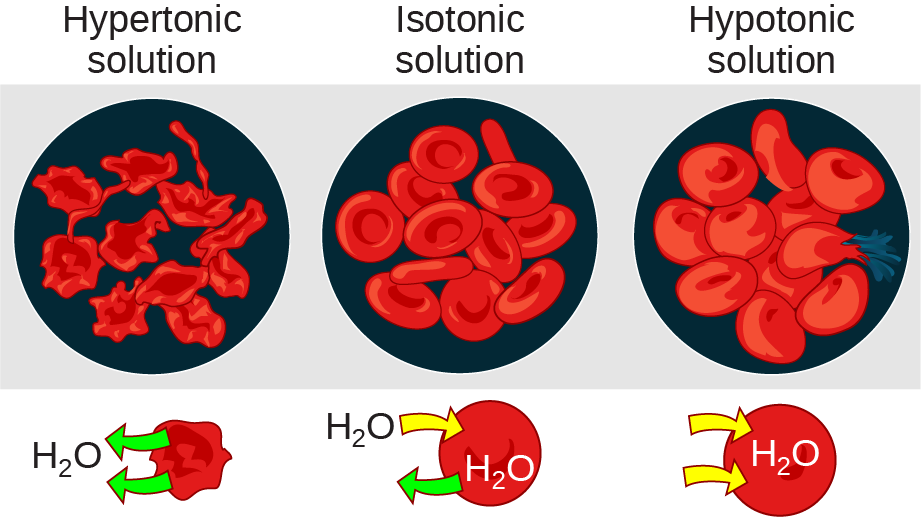 Hypertonic
solution
Isotonic
solution
Hypotonic
solution
H₂O
H₂O
H₂O
H₂O